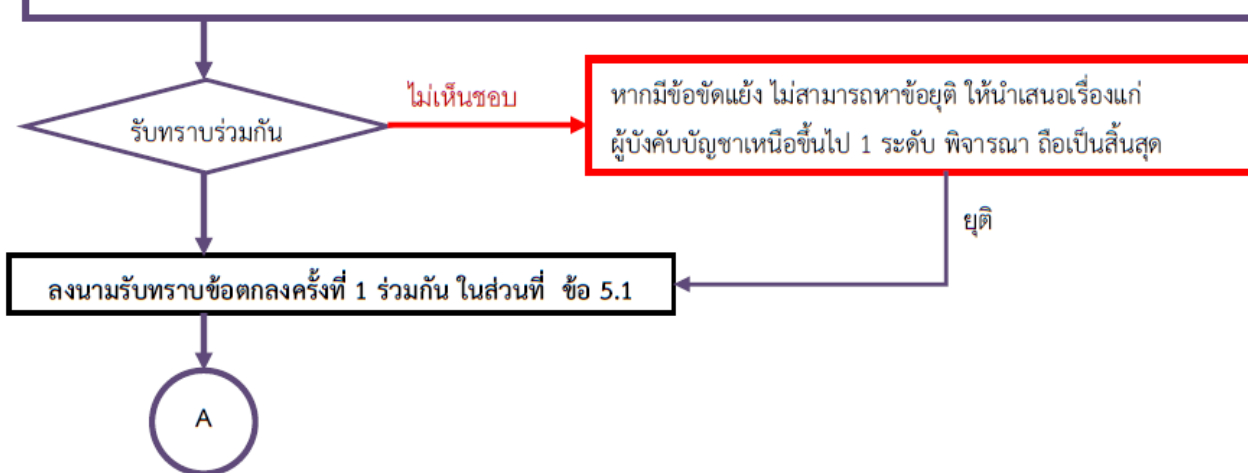 ไม่เห็นชอบ
หากมีข้อขัดแย้ง ไม่สามารถหาข้อยุติ ให้นำเสนอเรื่องแก่
ผู้บังคับบัญชาเหนือขึ้นไป 1 ระดับ พิจารณา ถือเป็นสิ้นสุด
รับทราบร่วมกัน
ยุติ
ลงนามรับทราบข้อตกลงครั้งที่ 1 ร่วมกัน ในส่วนที่ ข้อ 5.1
A